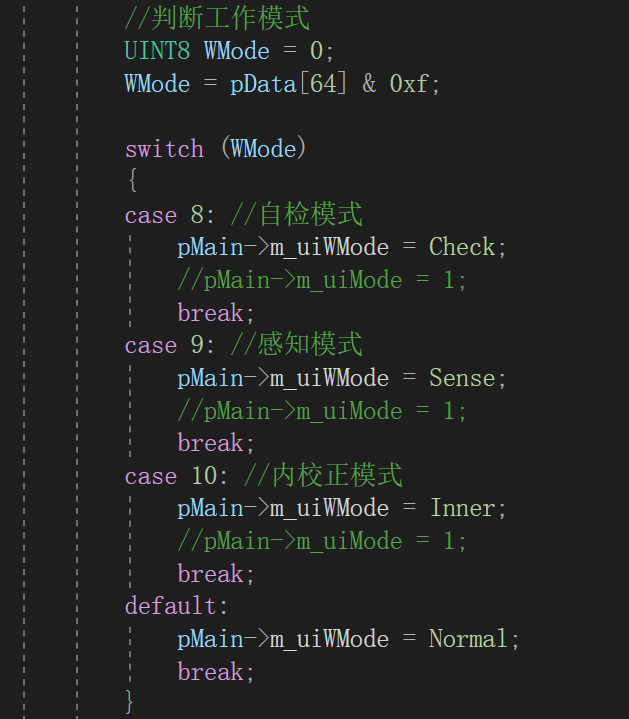 //判断工作模式
UINT8 WMode = 0;
WMode = pData[64] & 0xf;
switch (WMode)
{
case 8: //自检模式
pMain->m_uiWMode = Check;
//pMain->m_uiMode = 1;
break;
case 9: //感知模式
pMain->m_uiWMode = Sense;
//pMain->m_uiMode = 1;
break;
case 10: //内校正模式
pMain->m_uiWMode = Inner;
//pMain->m_uiMode = 1;
break;
default:
pMain->m_uiWMode = Normal;
break;
}